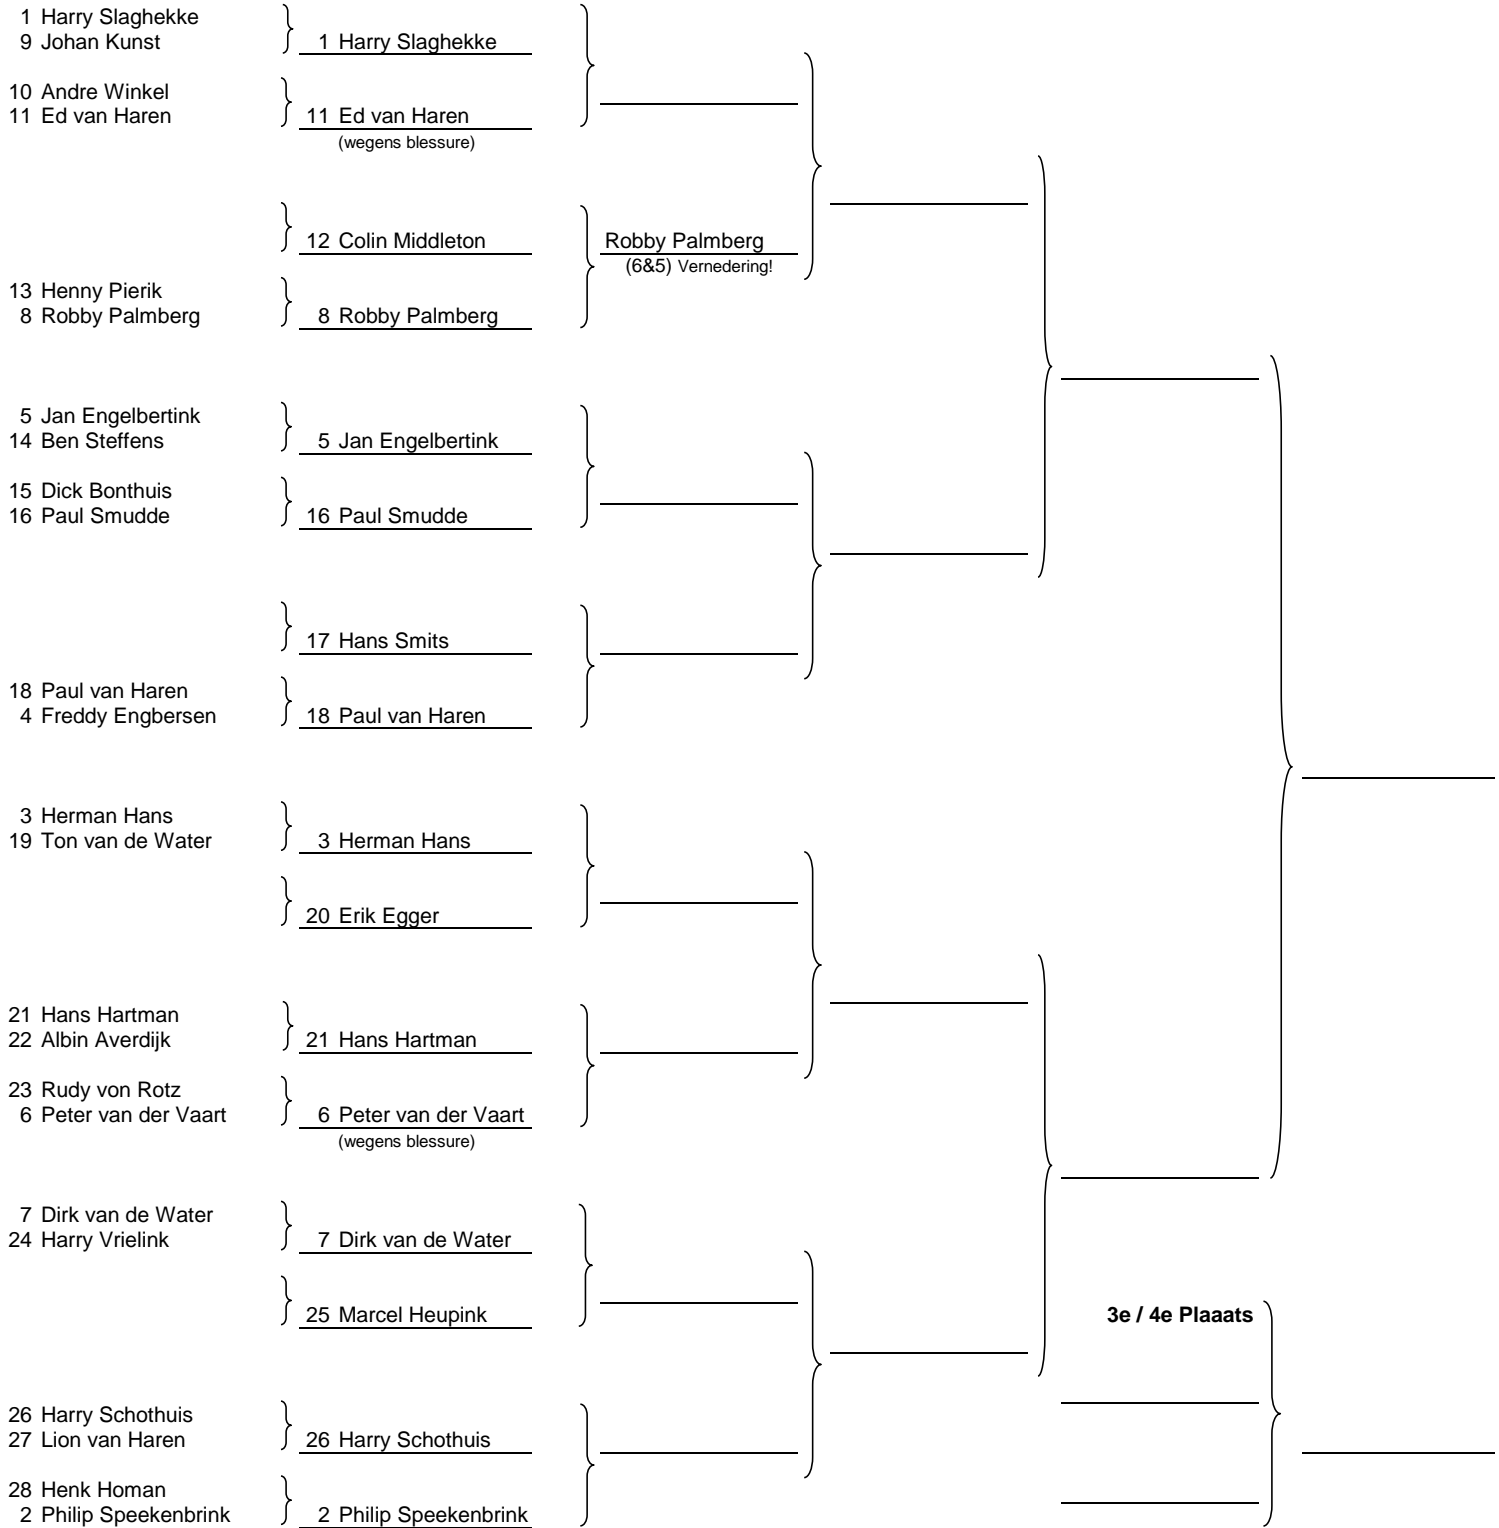 1 Harry Slaghekke
9 Johan Kunst
1 Harry Slaghekke
10 Andre Winkel
11 Ed van Haren
11 Ed van Haren
(wegens blessure)
12 Colin Middleton
Robby Palmberg
(6&5) Vernedering!
13 Henny Pierik
8 Robby Palmberg
8 Robby Palmberg
5 Jan Engelbertink
14 Ben Steffens
5 Jan Engelbertink
15 Dick Bonthuis
16 Paul Smudde
16 Paul Smudde
17 Hans Smits
18 Paul van Haren
4 Freddy Engbersen
18 Paul van Haren
3 Herman Hans
19 Ton van de Water
3 Herman Hans
20 Erik Egger
21 Hans Hartman
22 Albin Averdijk
21 Hans Hartman
23 Rudy von Rotz
6 Peter van der Vaart
6 Peter van der Vaart
(wegens blessure)
7 Dirk van de Water
24 Harry Vrielink
7 Dirk van de Water
25 Marcel Heupink
3e / 4e Plaaats
26 Harry Schothuis
27 Lion van Haren
26 Harry Schothuis
28 Henk Homan
2 Philip Speekenbrink
2 Philip Speekenbrink